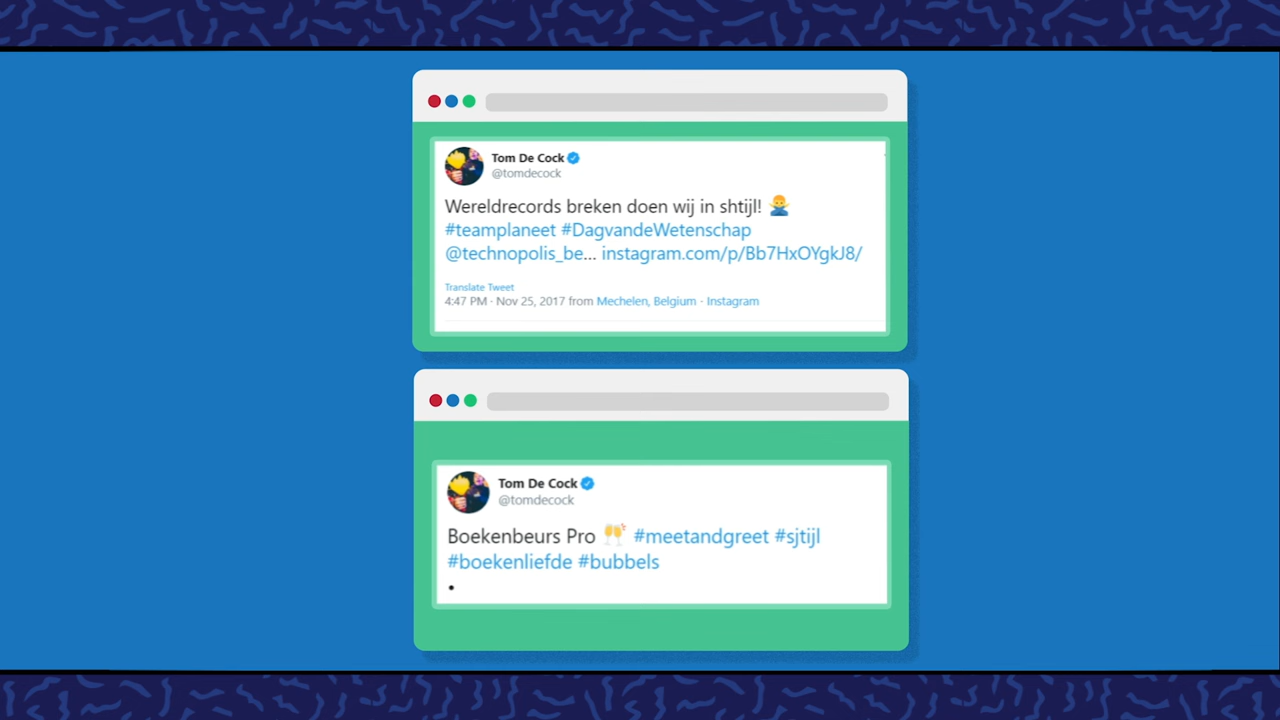 Tom De Cock
@tomdecock
Wereldrecords breken doen wij in shtijl! 🙅‍♂️
#teamplaneet #DagvandeWetenschap
@technopolis_be... instagram.com/p/Bb7HxOYgkJ8/
Translate Tweet
4:47 PM · Nov 25, 2017 from Mechelen, Belgium · Instagram
Tom De Cock
@tomdecock
Boekenbeurs Pro 🥂 #meetandgreet #sjtijl
#boekenliefde #bubbels
•